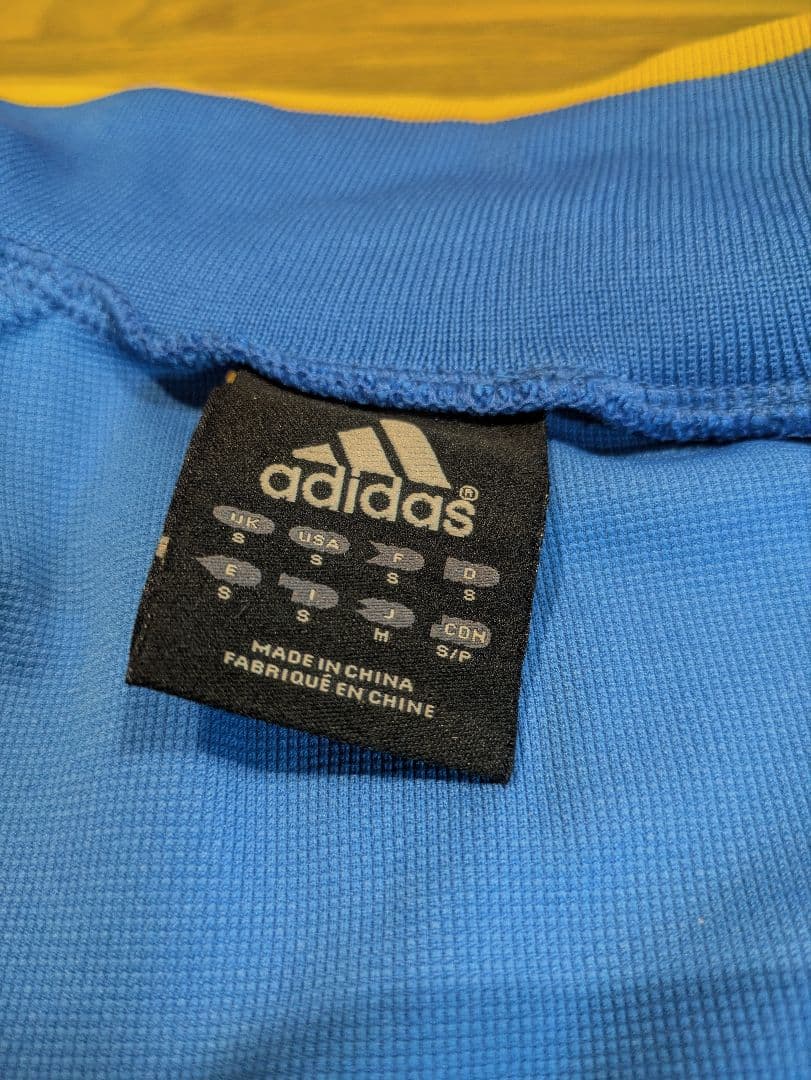 adidas®
UK USA F D
S S S S
E I J CDN
S S M S/P
MADE IN CHINA
FABRIQUÉ EN CHINE